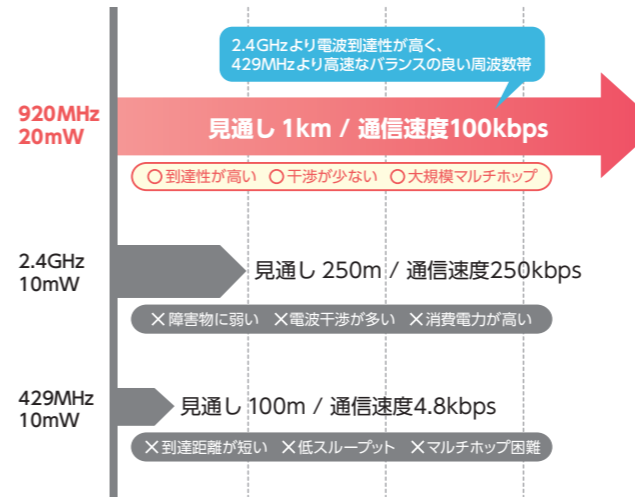 2.4GHzより電波到達性が高く、
429MHzより高速なバランスの良い周波数帯
920MHz
20mW
見通し 1km / 通信速度100kbps
○到達性が高い ○干渉が少ない ○大規模マルチホップ
2.4GHz
10mW
見通し 250m / 通信速度250kbps
×障害物に弱い ×電波干渉が多い ×消費電力が高い
429MHz
10mW
見通し 100m / 通信速度4.8kbps
×到達距離が短い ×低スループット ×マルチホップ困難